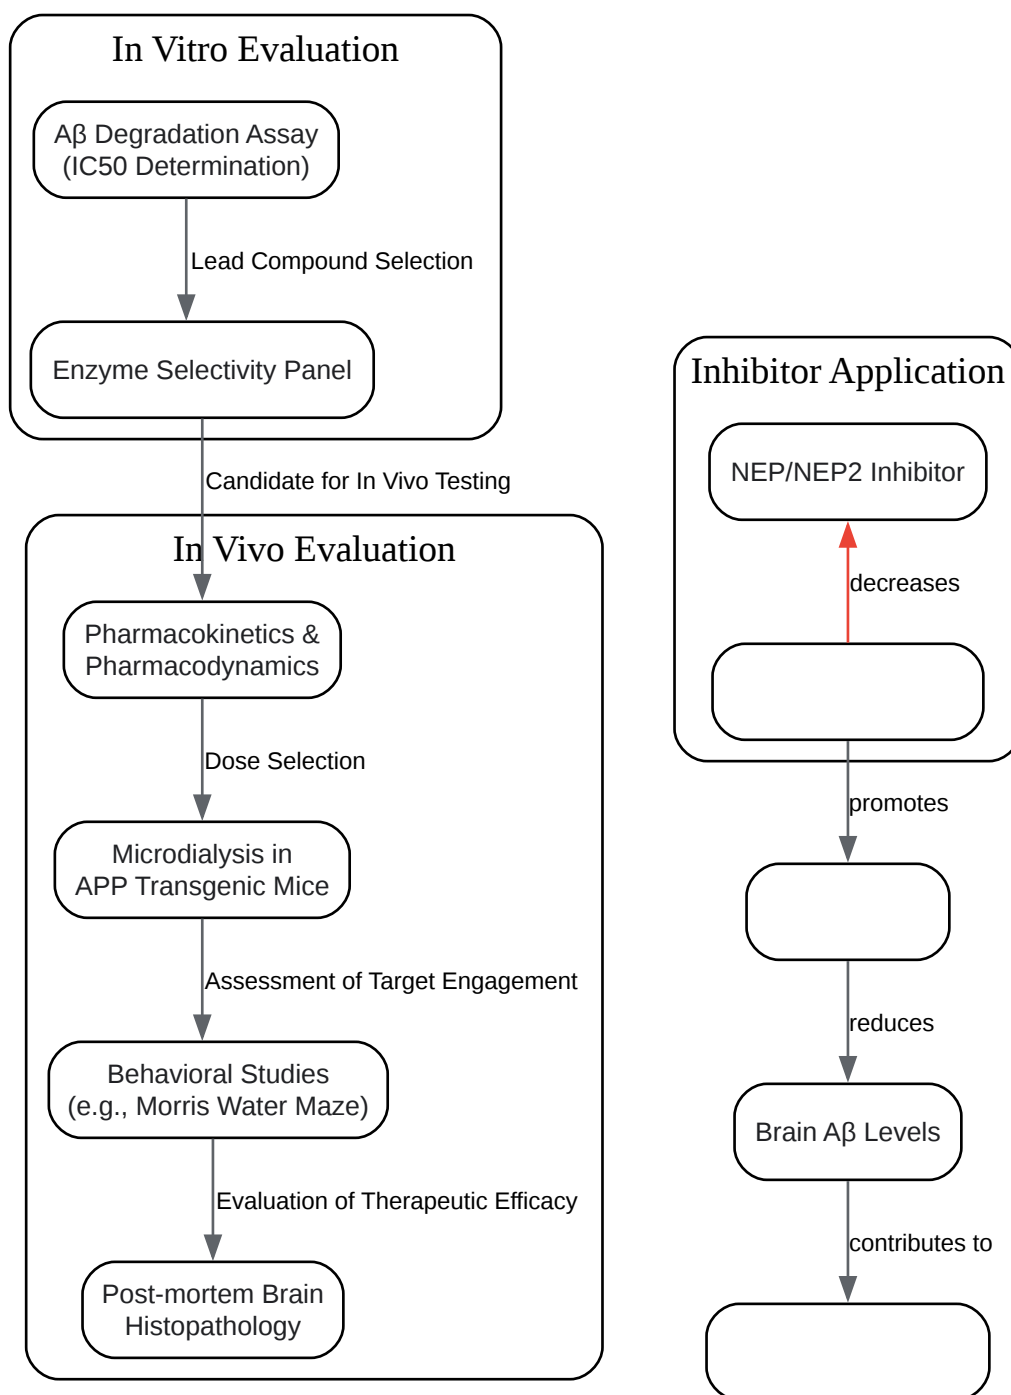 In Vitro Evaluation
Aβ Degradation Assay
(IC50 Determination)
Lead Compound Selection
Enzyme Selectivity Panel
Candidate for In Vivo Testing
In Vivo Evaluation
Pharmacokinetics &
Pharmacodynamics
Dose Selection
Microdialysis in
APP Transgenic Mice
Assessment of Target Engagement
Behavioral Studies
(e.g., Morris Water Maze)
Evaluation of Therapeutic Efficacy
Post-mortem Brain
Histopathology
Inhibitor Application
NEP/NEP2 Inhibitor
decreases
promotes
reduces
Brain Aβ Levels
contributes to